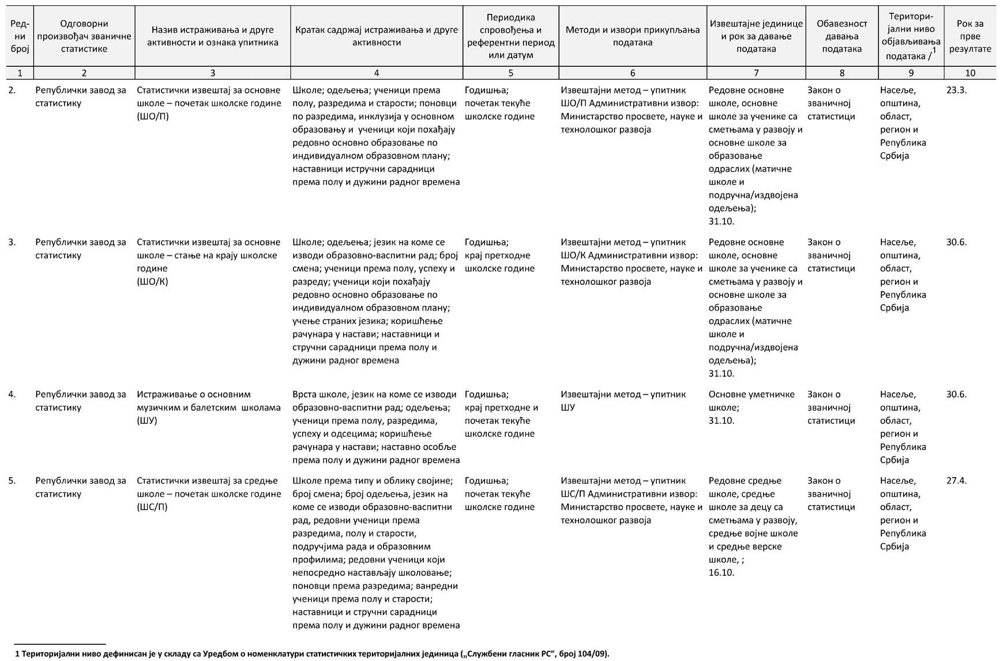 Ред-
ни
број
Одговорни
произвођач званичне
статистике
Назив истраживања и друге
активности и ознака упитника
Кратак садржај истраживања и друге
активности
Периодика
спровођења и
референтни период
или датум
Методи и извори прикупљања
података
Извештајне јединице
и рок за давање
података
Обавезност
давања
података
Територи-
јални ниво
објављивања
података /1
Рок за
прве
резултате
1 2 3 4 5 6 7 8 9 10
2.
Републички завод за
статистику
Статистички извештај за основне
школе – почетак школске године
(ШО/П)
Школе; одељења; ученици према
полу, разредима и старости; поновци
по разредима, инклузија у основном
образовању и  ученици који похађају
редовно основно образовање по
индивидуалном образовном плану;
наставници истручни сарадници
према полу и дужини радног времена
Годишња;
почетак текуће
школске године
Извештајни метод – упитник
ШО/П Административни извор:
Министарство просвете, науке и
технолошког развоја
Редовне основне
школе, основне
школе за ученике са
сметњама у развоју и
основне школе за
образовање
одраслих (матичне
школе и
подручна/издвојена
одељења);
31.10.
Закон о
званичној
статистици
Насеље,
општина,
област,
регион и
Република
Србија
23.3.
3.
Републички завод за
статистику
Статистички извештај за основне
школе – стање на крају школске
године
(ШО/К)
Школе; одељења; језик на коме се
изводи образовно-васпитни рад; број
смена; ученици према полу, успеху и
разреду; ученици који похађају
редовно основно образовање по
индивидуалном образовном плану;
учење страних језика; коришћење
рачунара у настави; наставници и
стручни сарадници према полу и
дужини радног времена
Годишња;
крај претходне
школске године
Извештајни метод – упитник
ШО/К Административни извор:
Министарство просвете, науке и
технолошког развоја
Редовне основне
школе, основне
школе за ученике са
сметњама у развоју и
основне школе за
образовање
одраслих (матичне
школе и
подручна/издвојена
одељења);
31.10.
Закон о
званичној
статистици
Насеље,
општина,
област,
регион и
Република
Србија
30.6.
4.
Републички завод за
статистику
Истраживање о основним
музичким и балетским  школама
(ШУ)
Врста школе, језик на коме се изводи
образовно-васпитни рад; одељења;
ученици према полу, разредима,
успеху и одсецима; коришћење
рачунара у настави; наставно особље
према полу и дужини радног времена
Годишња;
крај претходне и
почетак текуће
школске године
Извештајни метод – упитник
ШУ
Основне уметничке
школе;
31.10.
Закон о
званичној
статистици
Насеље,
општина,
област,
регион и
Република
Србија
30.6.
5.
Републички завод за
статистику
Статистички извештај за средње
школе – почетак школске године
(ШС/П)
Школе према типу и облику својине;
број смена; број одељења, језик на
коме се изводи образовно-васпитни
рад, редовни ученици према
разредима, полу и старости,
подручјима рада и образовним
профилима; редовни ученици који
непосредно настављају школовање;
поновци према разредима; ванредни
ученици према полу и старости;
наставници и стручни сарадници
према полу и дужини радног времена
Годишња;
почетак текуће
школске године
Извештајни метод – упитник
ШС/П Административни извор:
Министарство просвете, науке и
технолошког развоја
Редовне средње
школе, средње
школе за децу са
сметњама у развоју,
средње војне школе
и средње верске
школе, ;
16.10.
Закон о
званичној
статистици
Насеље,
општина,
област,
регион и
Република
Србија
27.4.
1 Територијални ниво дефинисан је у складу са Уредбом о номенклатури статистичких територијалних јединица („Службени гласник РС”, број 104/09).